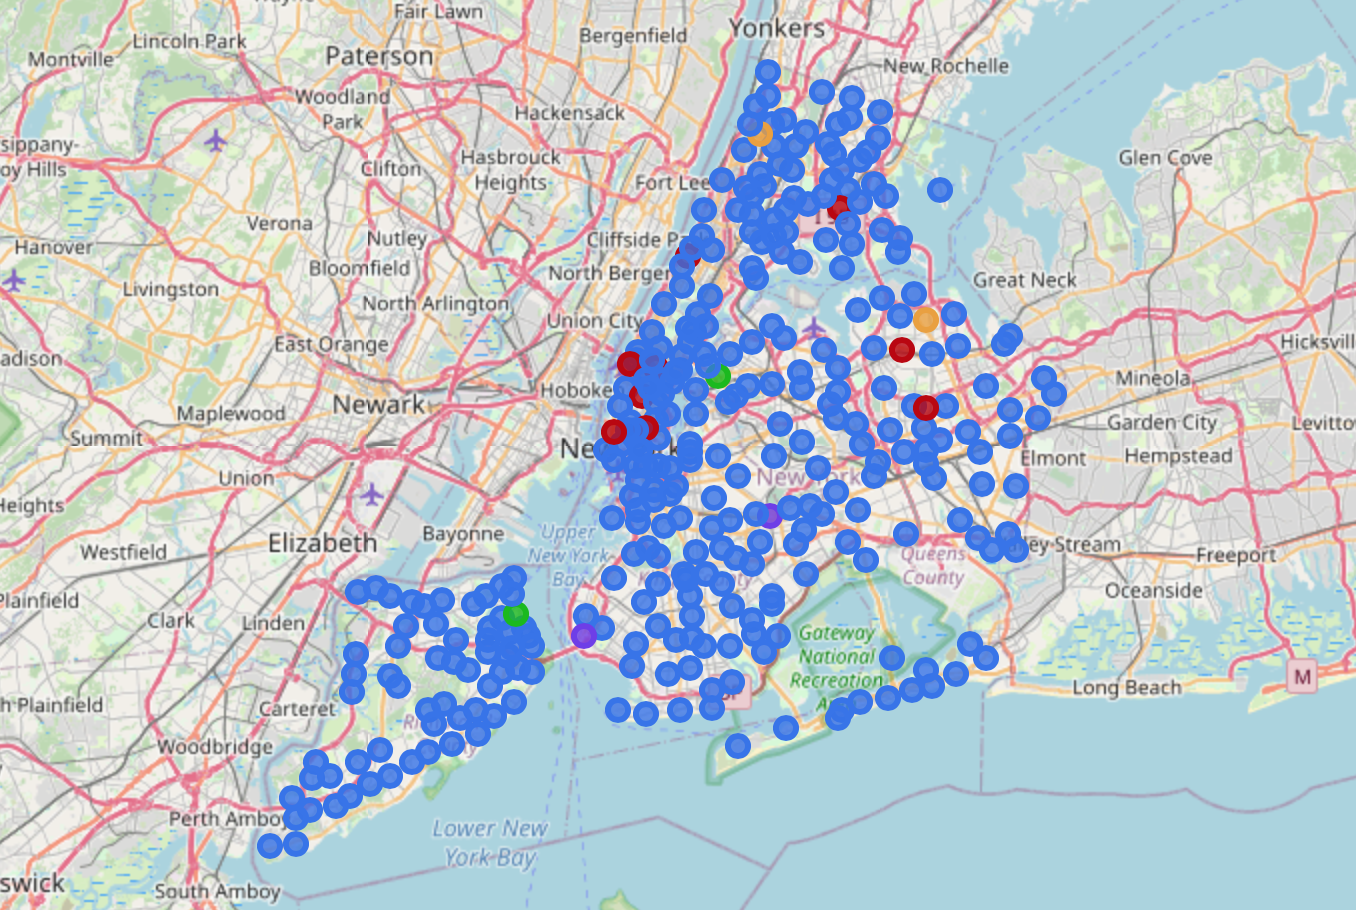 Fair Lawn
Yonkers
Lincoln Park
Bergenfield
Montville
Paterson
New Rochelle
Woodland
Park
Hackensack
sippany-
oy Hills
Hasbrouck
Heights
Clifton
Fort Lee
Glen Cove
Verona
Hanover
Nutley
Cliffside Pa
Bloomfield
North Berger
Great Neck
Livingston
North Arlington
Union City
East Orange
Hicksvill
adison
Mineola
Hoboke
Newark
Maplewood
Garden City
Levitto
Summit
Ne
k
Elmont
Hempstead
Union
New York
Heights
Bayonne
Elizabeth
Upper
New York
Bay
ley Stream
Westfield
Freeport
Queens
County
Plainfield
Oceanside
Clark
Linden
Gateway
National
Recreation
M
Long Beach
h Plainfield
Carteret
Woodbridge
Perth Amboy
Lower New
York Bay
swick
South Amboy